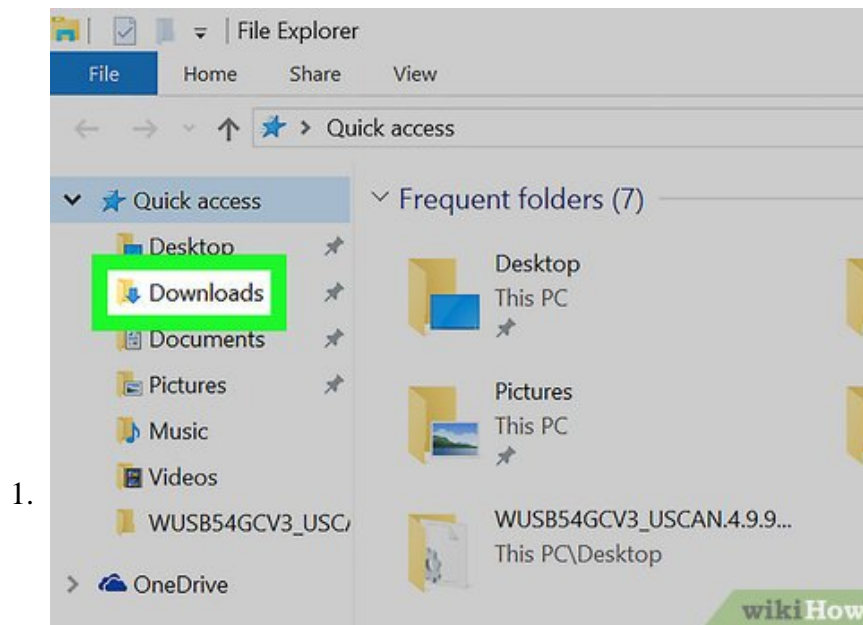 File Explorer
File Home Share View
Quick access
Quick access
Desktop
Downloads
Documents
Pictures
Music
Videos
WUSB54GCV3_USCA
OneDrive
Frequent folders (7)
Desktop
This PC
Pictures
This PC
WUSB54GCV3_USCAN.4.9.9...
This PC\Desktop
1.
wikiHow